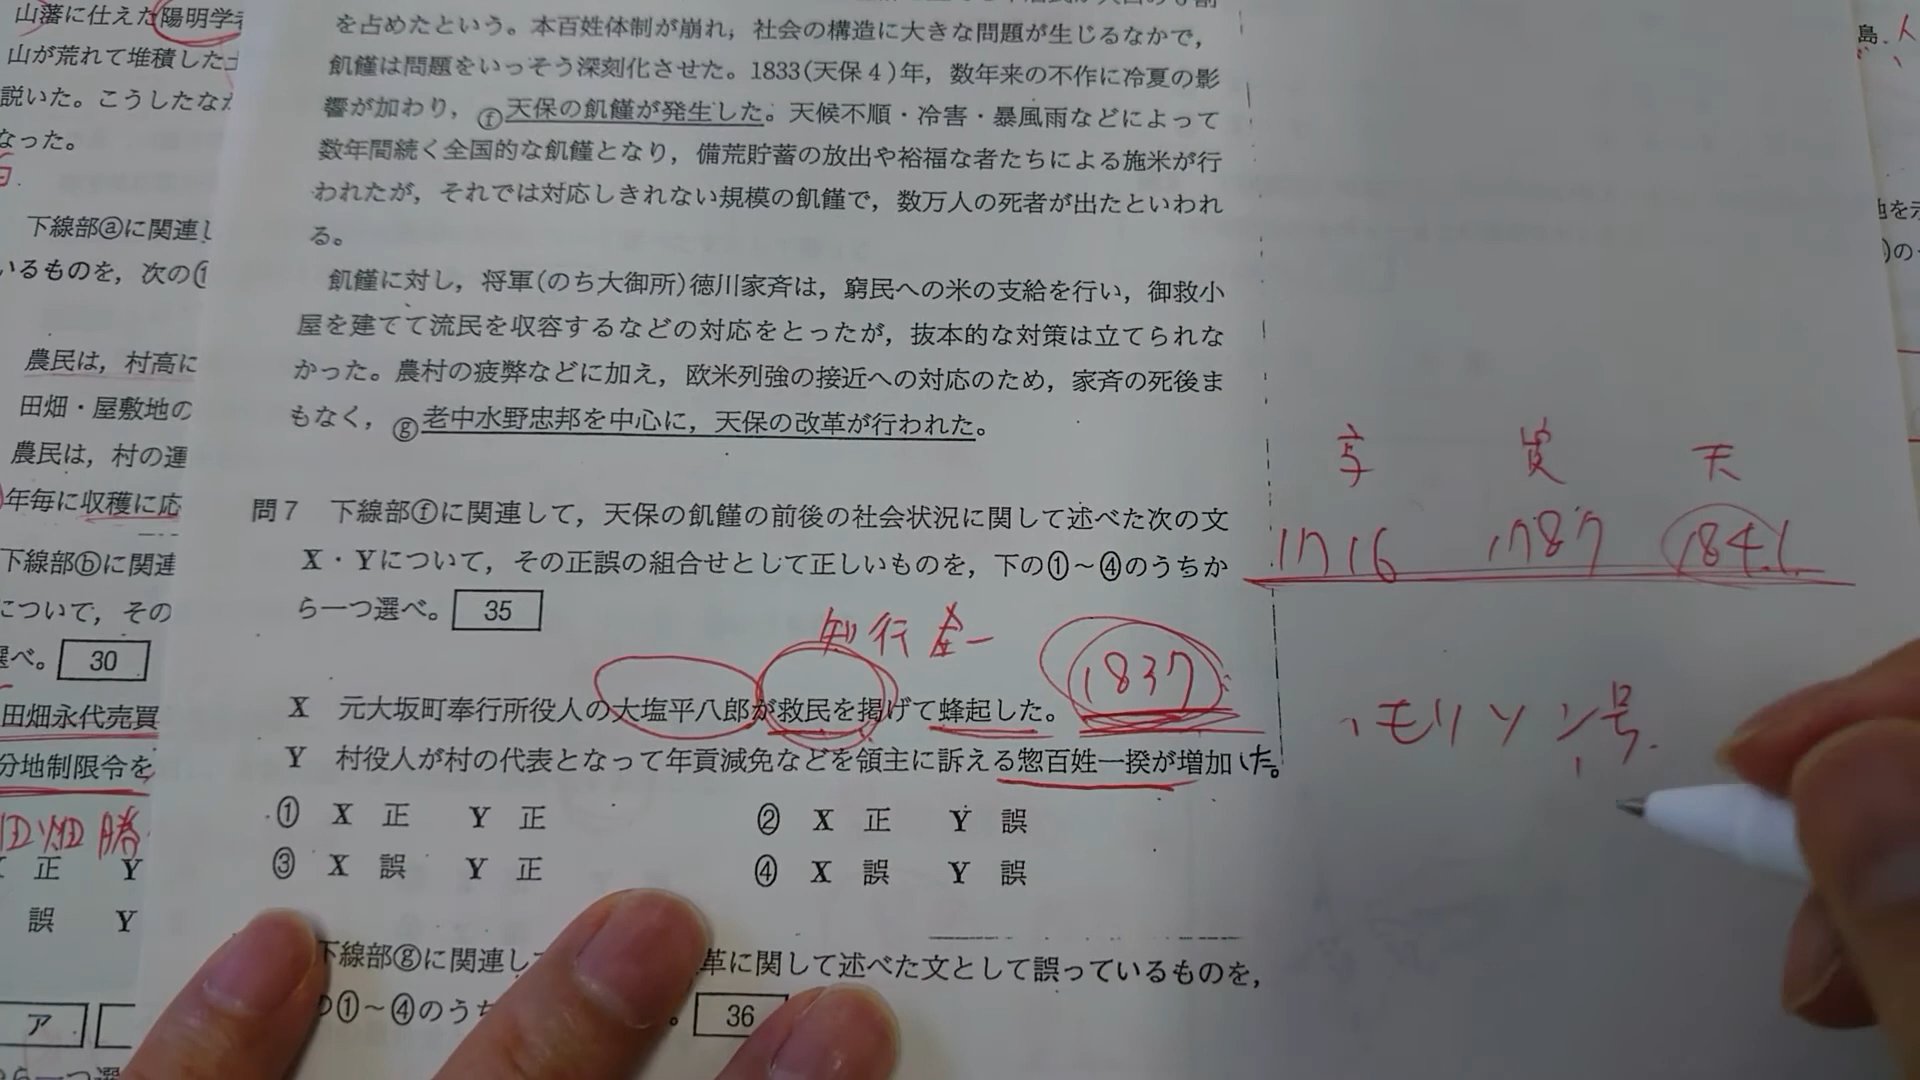 山藩に仕えた陽明学者
山が荒れて堆積した土
説いた。こうしたなか
なった。
下線部ⓐに関連し
いるものを，次の①
農民は，村高に
田畑・屋敷地の
農民は，村の運
年毎に収穫に応
下線部ⓑに関連
について，その
選べ。 30
田畑永代売買
分地制限令を
田畑勝
正 Y
誤 Y
ア
ら一つ選
を占めたという。本百姓体制が崩れ，社会の構造に大きな問題が生じるなかで，
飢饉は問題をいっそう深刻化させた。1833(天保4)年，数年来の不作に冷夏の影
響が加わり，ⓕ天保の飢饉が発生した。天候不順・冷害・暴風雨などによって
数年間続く全国的な飢饉となり，備荒貯蓄の放出や裕福な者たちによる施米が行
われたが，それでは対応しきれない規模の飢饉で，数万人の死者が出たといわれ
る。
飢饉に対し，将軍(のち大御所)徳川家斉は，窮民への米の支給を行い，御救小
屋を建てて流民を収容するなどの対応をとったが，抜本的な対策は立てられな
かった。農村の疲弊などに加え，欧米列強の接近への対応のため，家斉の死後ま
もなく，ⓖ老中水野忠邦を中心に，天保の改革が行われた。
問7 下線部ⓕに関連して，天保の飢饉の前後の社会状況に関して述べた次の文
X・Yについて，その正誤の組合せとして正しいものを，下の①～④のうちか
ら一つ選べ。 35
知行合一
1837
X 元大坂町奉行所役人の大塩平八郎が救民を掲げて蜂起した。
Y 村役人が村の代表となって年貢減免などを領主に訴える惣百姓一揆が増加した。
① X 正 Y 正 ② X 正 Y 誤
③ X 誤 Y 正 ④ X 誤 Y 誤
下線部ⓖに関連し
革に関して述べた文として誤っているものを，
①～④のうち
。 36
享 寛 天
1716 1787 1841
モリソン号
島